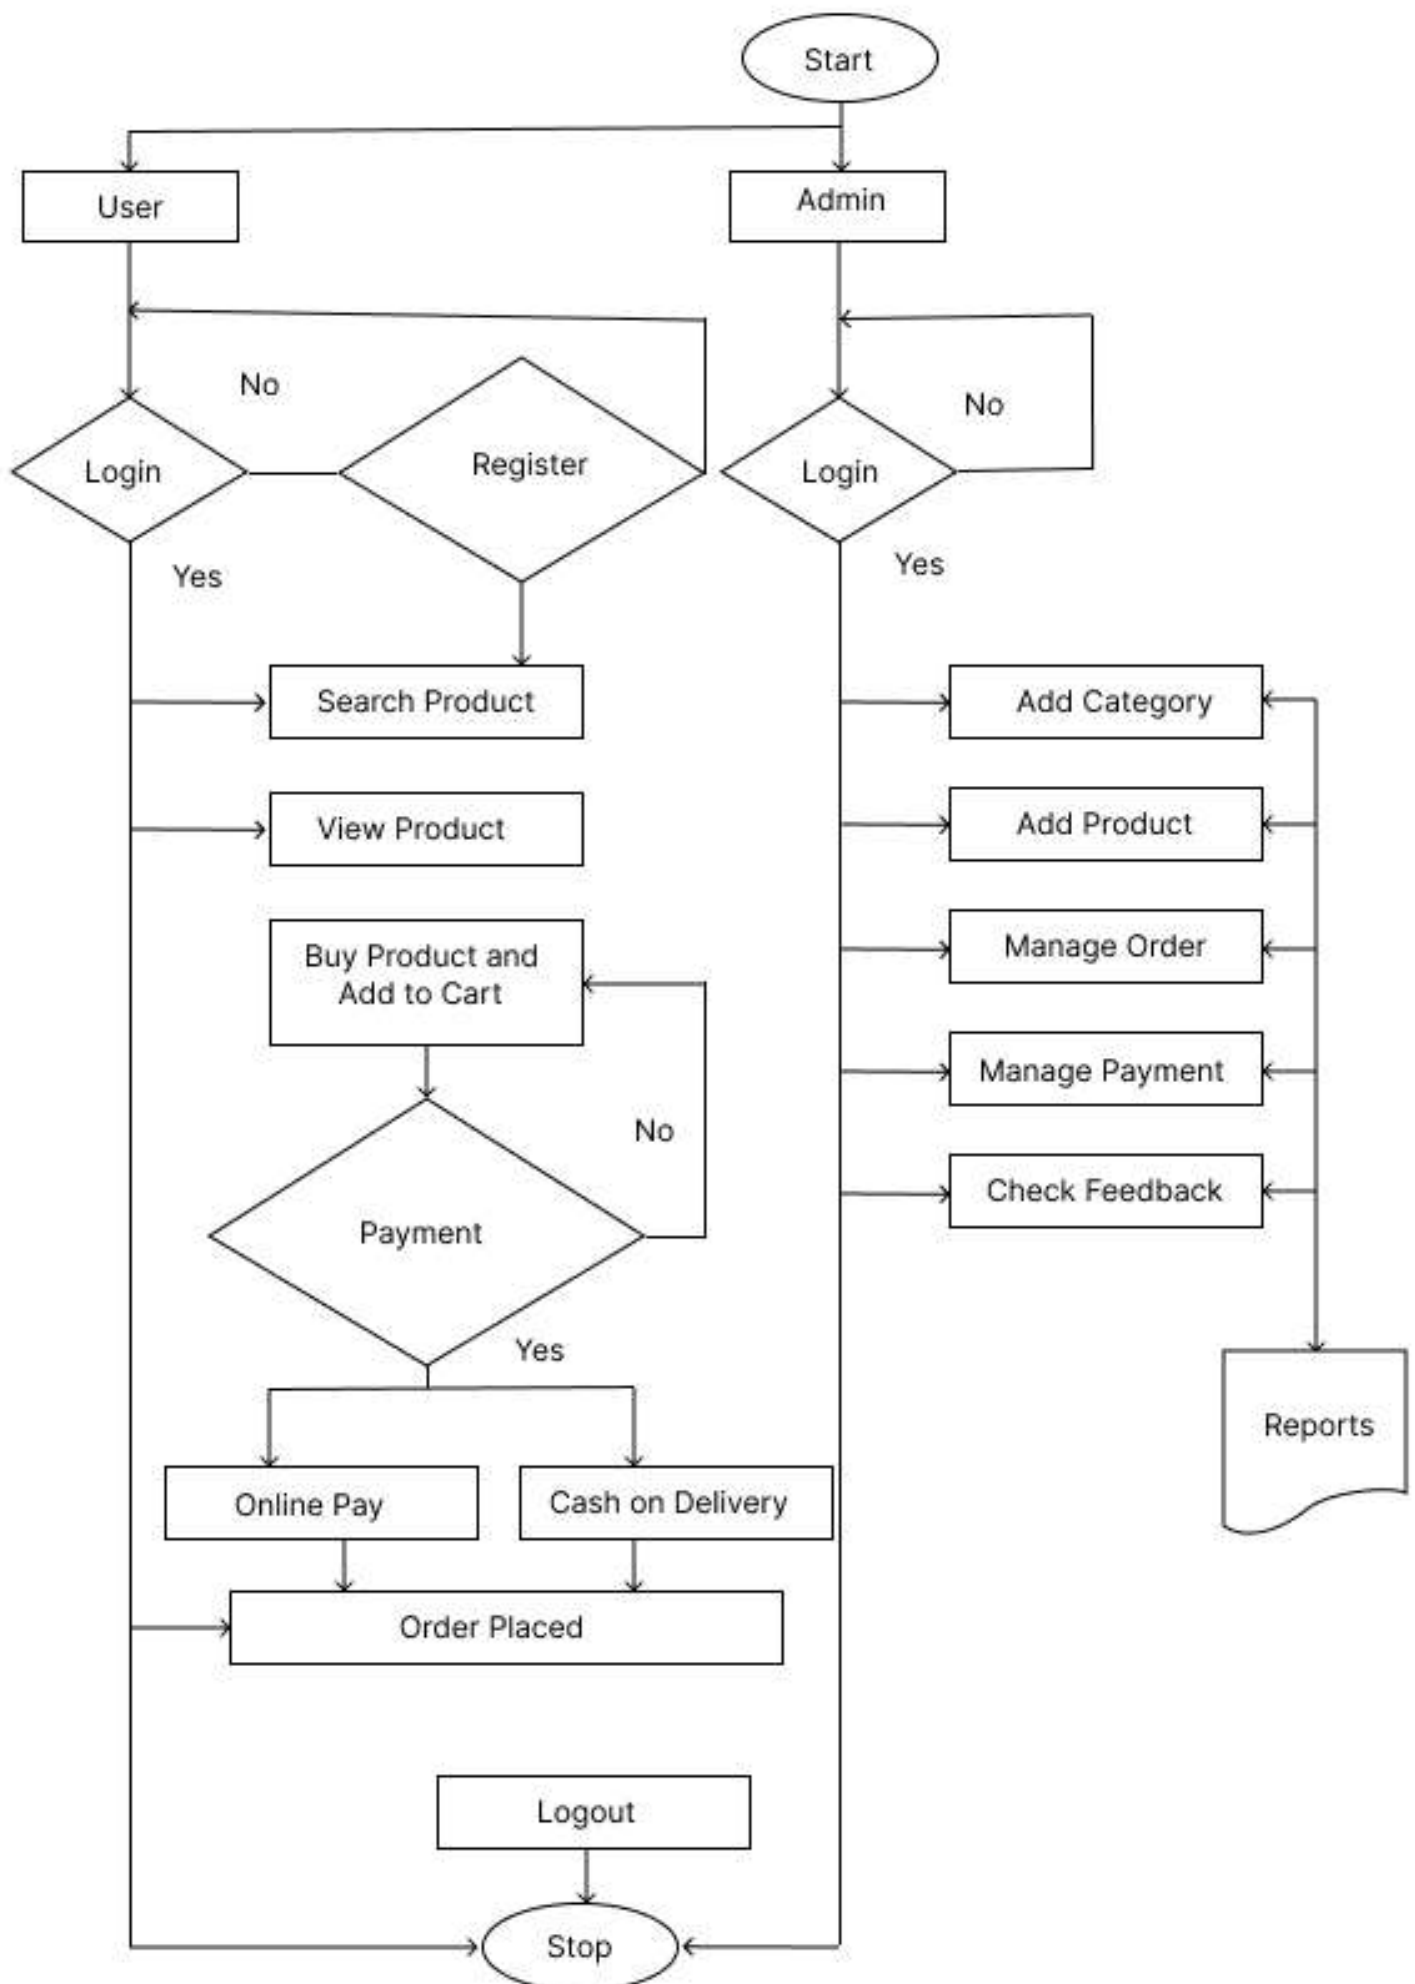 Start
User
Admin
No
No
Login
Register
Login
Yes
Yes
Search Product
Add Category
View Product
Add Product
Buy Product and
Add to Cart
Manage Order
Manage Payment
No
Check Feedback
Payment
Yes
Reports
Online Pay
Cash on Delivery
Order Placed
Logout
Stop